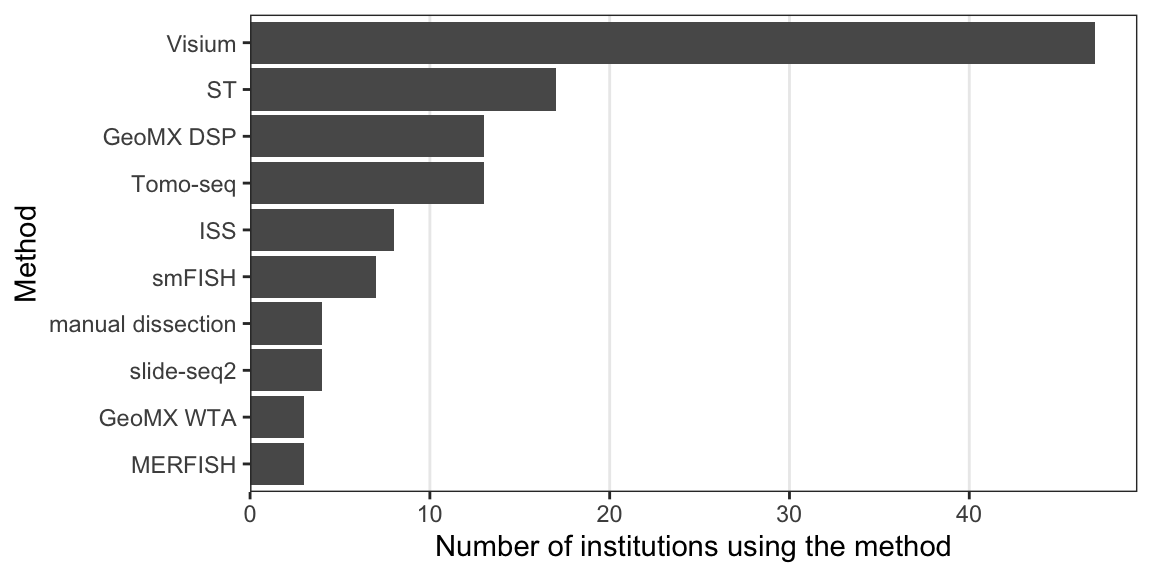 Method
Visium
ST
GeoMX DSP
Tomo-seq
ISS
smFISH
manual dissection
slide-seq2
GeoMX WTA
MERFISH
0 10 20 30 40
Number of institutions using the method